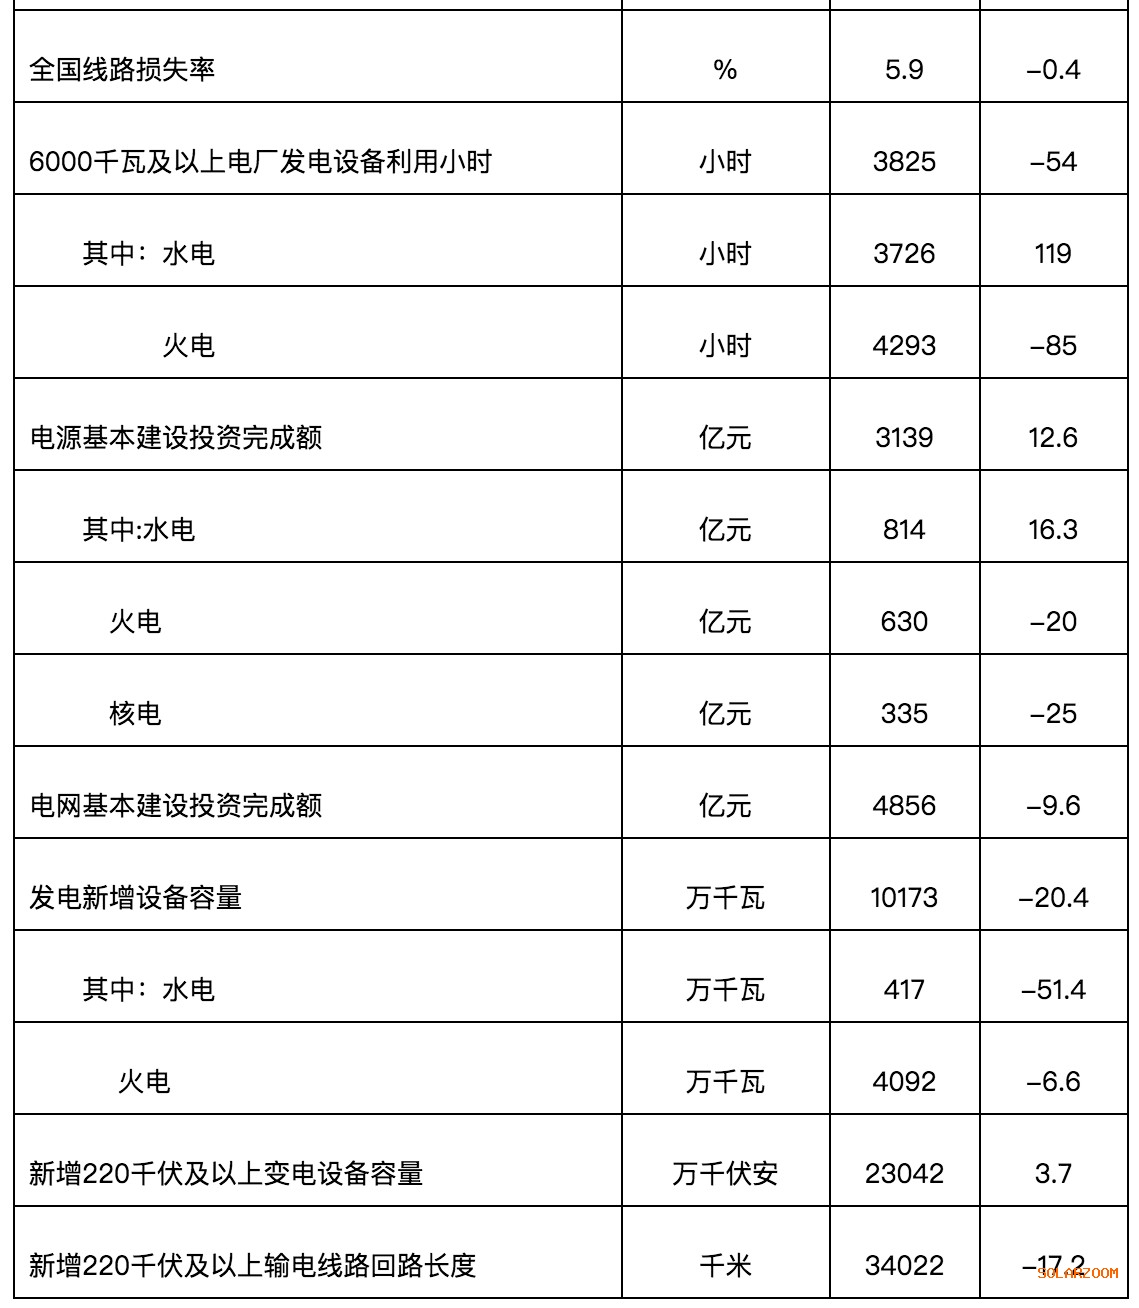 全国线路损失率 % 5.9 –0.4
6000千瓦及以上电厂发电设备利用小时 小时 3825 –54
其中：水电 小时 3726 119
火电 小时 4293 –85
电源基本建设投资完成额 亿元 3139 12.6
其中:水电 亿元 814 16.3
火电 亿元 630 –20
核电 亿元 335 –25
电网基本建设投资完成额 亿元 4856 –9.6
发电新增设备容量 万千瓦 10173 –20.4
其中：水电 万千瓦 417 –51.4
火电 万千瓦 4092 –6.6
新增220千伏及以上变电设备容量 万千伏安 23042 3.7
新增220千伏及以上输电线路回路长度 千米 34022 –17.2
SOLARZOOM